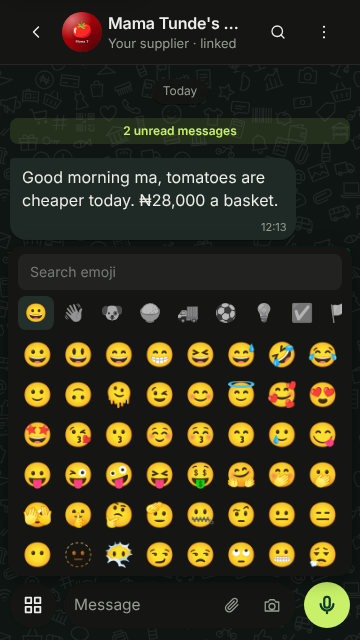 Mama Tunde's ...
Your supplier · linked
Today
2 unread messages
Good morning ma, tomatoes are
cheaper today. ₦28,000 a basket.
12:13
Search emoji
Message